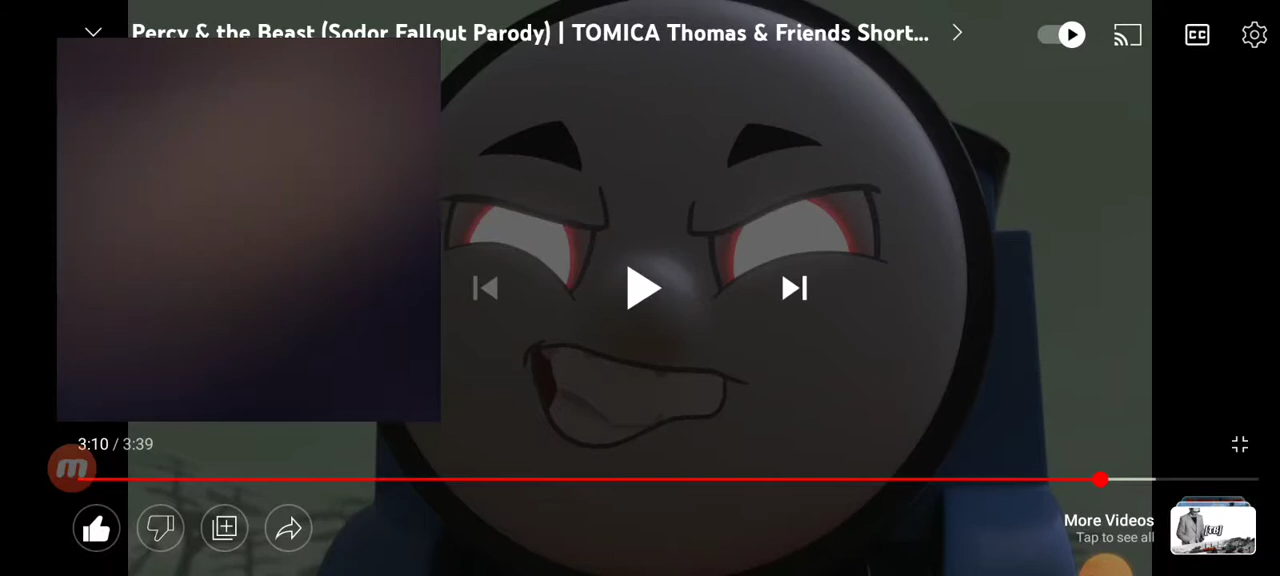 Percy & the Beast (Sodor Fallout Parody) | TOMICA Thomas & Friends Short...
CC
3:10 / 3:39
More Videos
Tap to see all